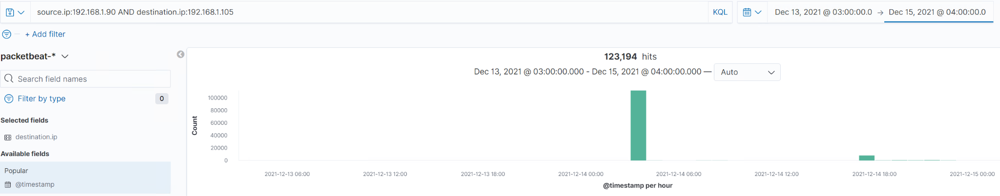 source.ip:192.168.1.90 AND destination.ip:192.168.1.105
KQL
Dec 13, 2021 @ 03:00:00.0 → Dec 15, 2021 @ 04:00:00.0
+ Add filter
packetbeat-*
Search field names
Filter by type 0
Selected fields
destination.ip
Available fields
Popular
@timestamp
123,194 hits
Dec 13, 2021 @ 03:00:00.000 - Dec 15, 2021 @ 04:00:00.000 — Auto
Count
100000
80000
60000
40000
20000
0
2021-12-13 06:00 2021-12-13 12:00 2021-12-13 18:00 2021-12-14 00:00 2021-12-14 06:00 2021-12-14 12:00 2021-12-14 18:00 2021-12-15 00:00
@timestamp per hour